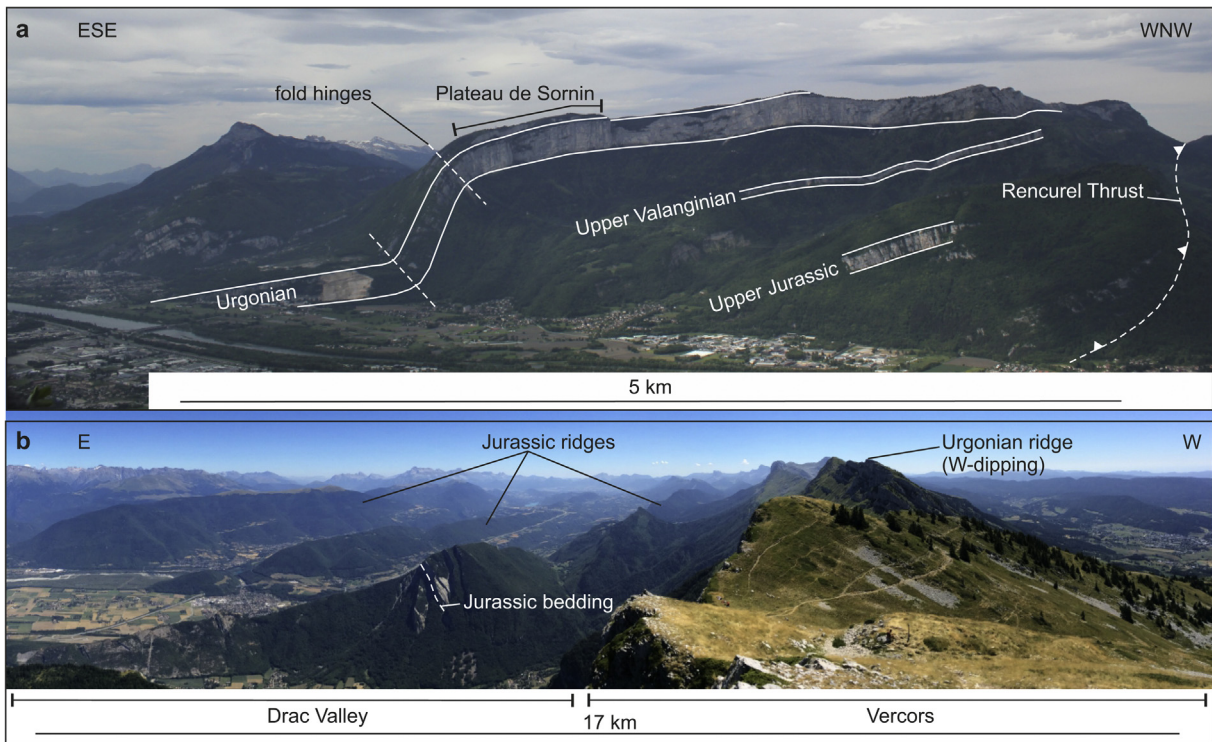 a
ESE
WNW
fold hinges
Plateau de Sornin
Rencurel Thrust
Upper Valanginian
Upper Jurassic
Urgonian
5 km
b
E
Jurassic ridges
Urgonian ridge
(W-dipping)
W
Jurassic bedding
Drac Valley
Vercors
17 km